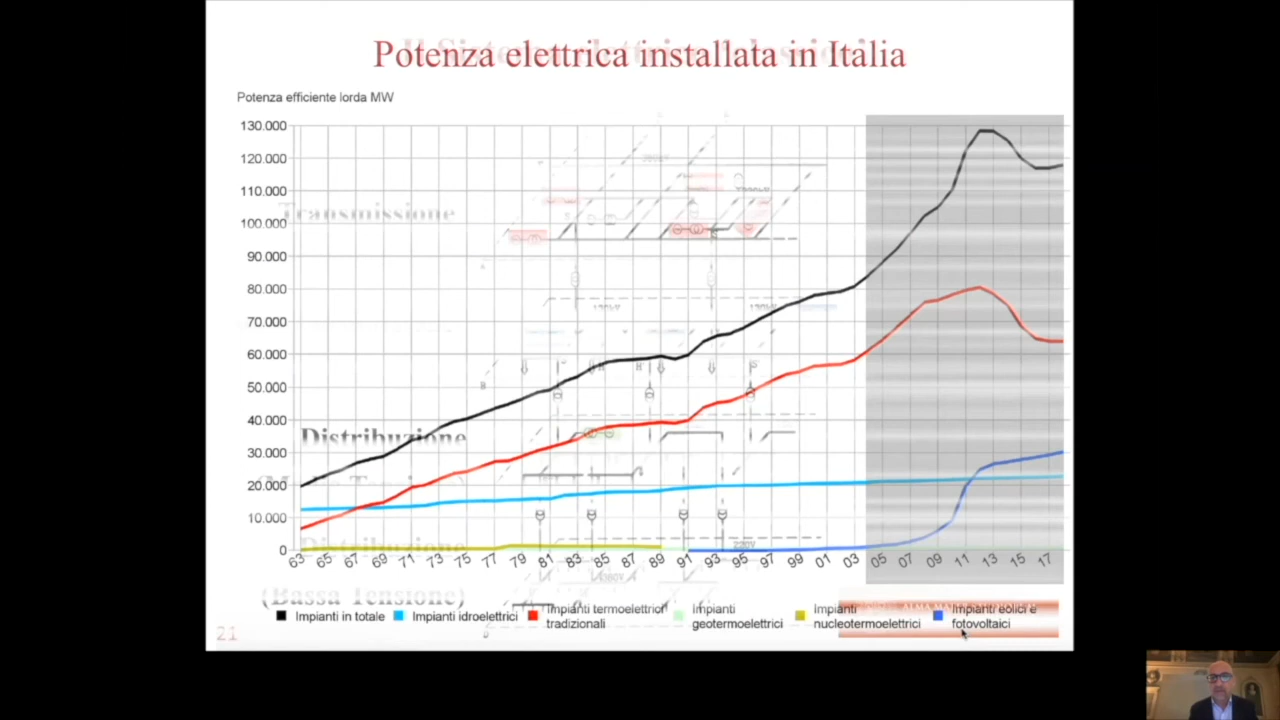 Potenza elettrica installata in Italia
Potenza efficiente lorda MW
130.000
120.000
110.000
100.000
90.000
80.000
70.000
60.000
50.000
40.000
30.000
20.000
10.000
0
Transmissione
Distribuzione
Distribuzione
(Bassa Tensione)
63 65 67 69 71 73 75 77 79 81 83 85 87 89 91 93 95 97 99 01 03 05 07 09 11 13 15 17
Impianti in totale
Impianti idroelettrici
Impianti termoelettrici
tradizionali
Impianti
geotermoelettrici
Impianti
nucleotermoelettrici
Impianti eolici e
fotovoltaici
21